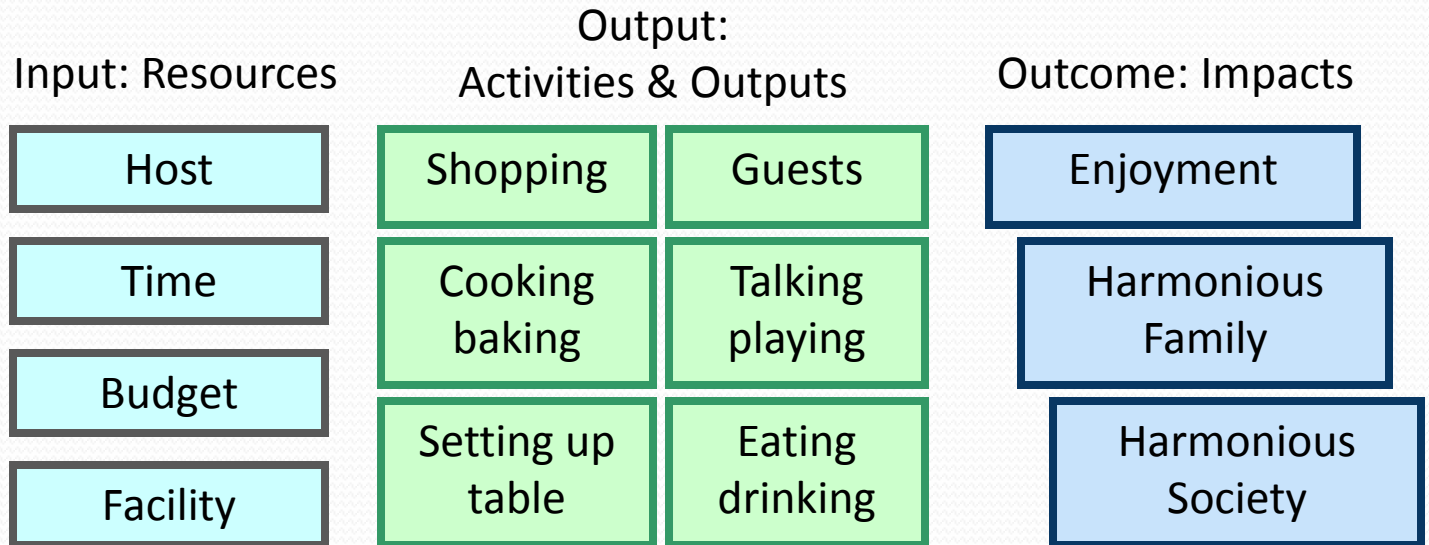 Input: Resources
Output:
Activities & Outputs
Outcome: Impacts
Host
Time
Budget
Facility
Shopping
Guests
Cooking
baking
Talking
playing
Setting up
table
Eating
drinking
Enjoyment
Harmonious
Family
Harmonious
Society